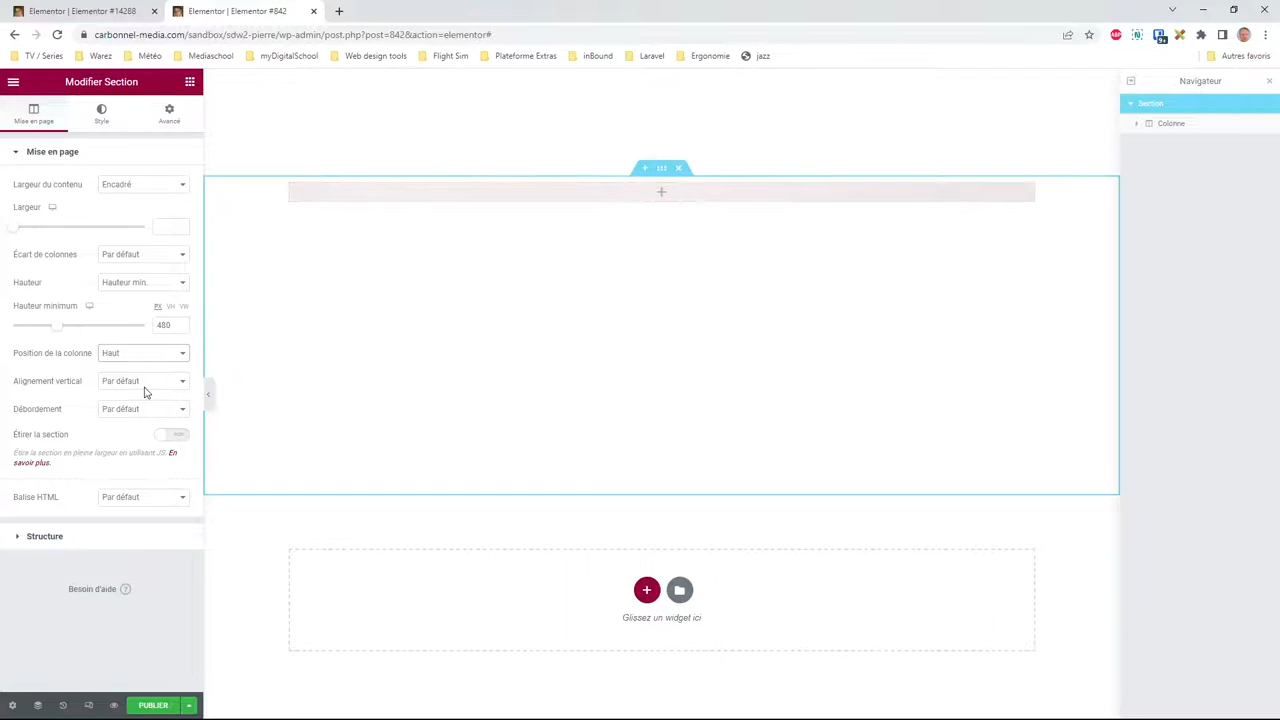 Elementor | Elementor #14288
Elementor | Elementor #842
carbonnel-media.com/sandbox/sdw2-pierre/wp-admin/post.php?post=842&action=elementor#
TV / Series
Warez
Météo
Mediaschool
myDigitalSchool
Web design tools
Flight Sim
Plateforme Extras
inBound
Laravel
Ergonomie
jazz
Autres favoris
Modifier Section
Mise en page
Style
Avancé
Mise en page
Largeur du contenu
Encadré
Largeur
Écart de colonnes
Par défaut
Hauteur
Hauteur min.
Hauteur minimum
PX VH VW
480
Position de la colonne
Haut
Alignement vertical
Par défaut
Débordement
Par défaut
Étirer la section
NON
Étire la section en pleine largeur en utilisant JS. En
savoir plus.
Balise HTML
Par défaut
Structure
Besoin d'aide ?
PUBLIER
Glissez un widget ici
Navigateur
Section
Colonne